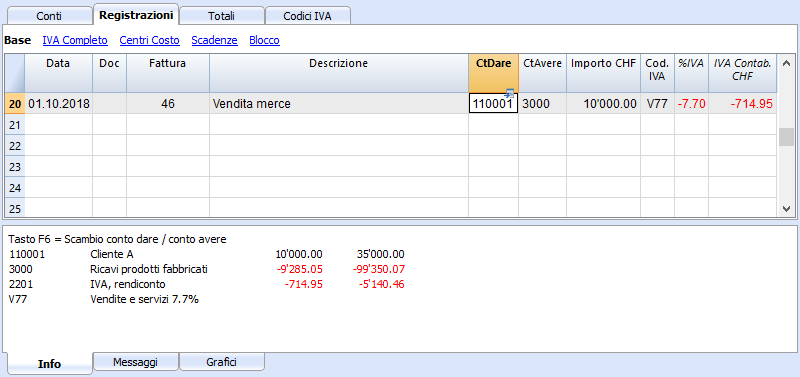 Conti Registrazioni Totali Codici IVA
Base IVA Completo Centri Costo Scadenze Blocco
Data Doc Fattura Descrizione CtDare CtAvere Importo CHF Cod. IVA %IVA IVA Contab. CHF
20 01.10.2018 46 Vendita merce 110001 3000 10'000.00 V77 -7.70 -714.95
21
22
23
24
25
Tasto F6 = Scambio conto dare / conto avere
110001 Cliente A 10'000.00 35'000.00
3000 Ricavi prodotti fabbricati -9'285.05 -99'350.07
2201 IVA, rendiconto -714.95 -5'140.46
V77 Vendite e servizi 7.7%
Info Messaggi Grafici